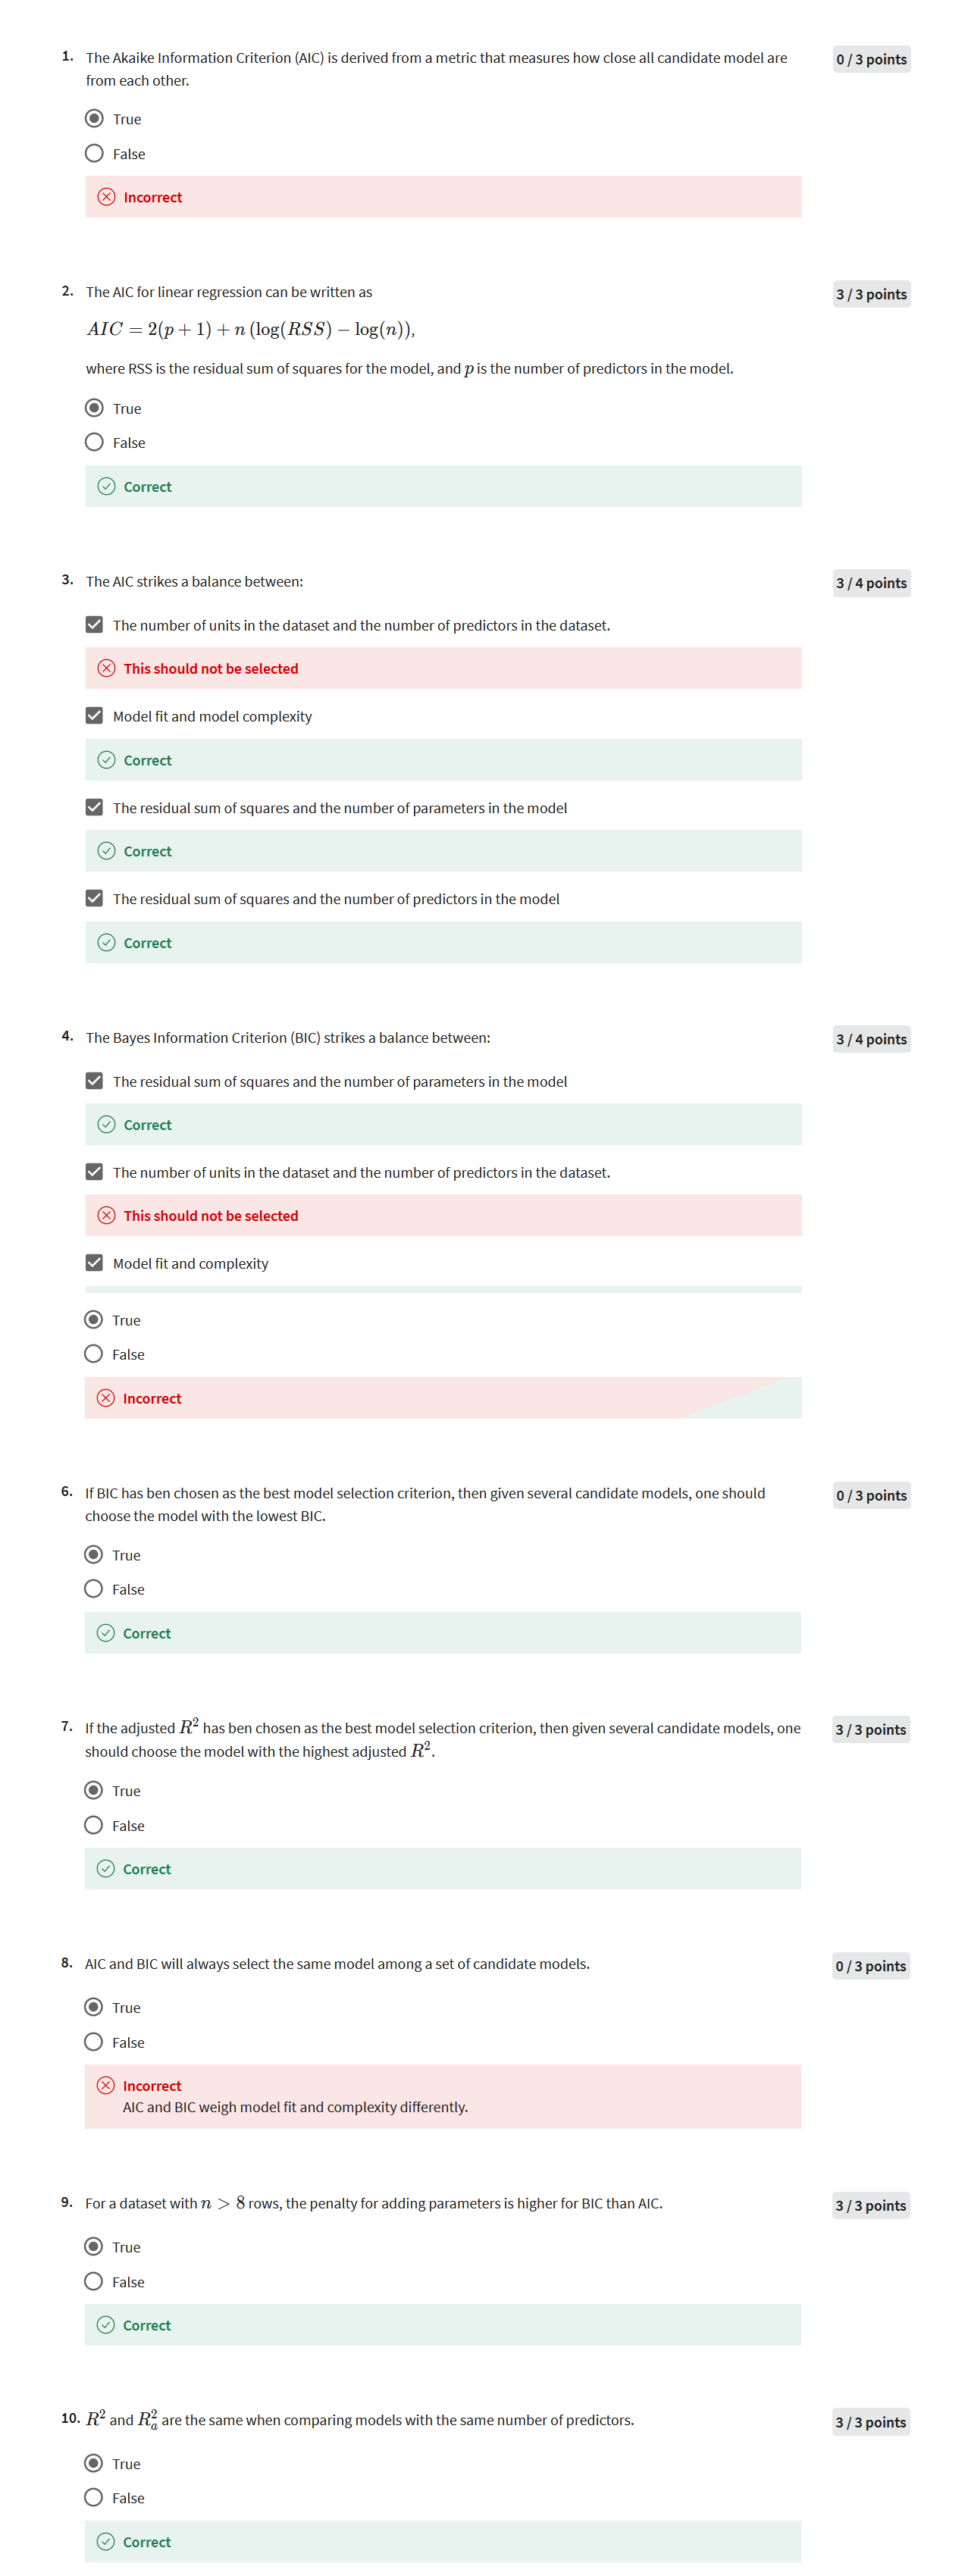 1. The Akaike Information Criterion (AIC) is derived from a metric that measures how close all candidate model are
from each other.
0 / 3 points
True
False
Incorrect
2. The AIC for linear regression can be written as
3 / 3 points
AIC = 2(p + 1) + n (log(RSS) − log(n)),
where RSS is the residual sum of squares for the model, and p is the number of predictors in the model.
True
False
Correct
3. The AIC strikes a balance between:
3 / 4 points
The number of units in the dataset and the number of predictors in the dataset.
This should not be selected
Model fit and model complexity
Correct
The residual sum of squares and the number of parameters in the model
Correct
The residual sum of squares and the number of predictors in the model
Correct
4. The Bayes Information Criterion (BIC) strikes a balance between:
3 / 4 points
The residual sum of squares and the number of parameters in the model
Correct
The number of units in the dataset and the number of predictors in the dataset.
This should not be selected
Model fit and complexity
True
False
Incorrect
6. If BIC has ben chosen as the best model selection criterion, then given several candidate models, one should
choose the model with the lowest BIC.
0 / 3 points
True
False
Correct
7. If the adjusted R² has ben chosen as the best model selection criterion, then given several candidate models, one
should choose the model with the highest adjusted R².
3 / 3 points
True
False
Correct
8. AIC and BIC will always select the same model among a set of candidate models.
0 / 3 points
True
False
Incorrect
AIC and BIC weigh model fit and complexity differently.
9. For a dataset with n > 8 rows, the penalty for adding parameters is higher for BIC than AIC.
3 / 3 points
True
False
Correct
10. R² and R²ₐ are the same when comparing models with the same number of predictors.
3 / 3 points
True
False
Correct